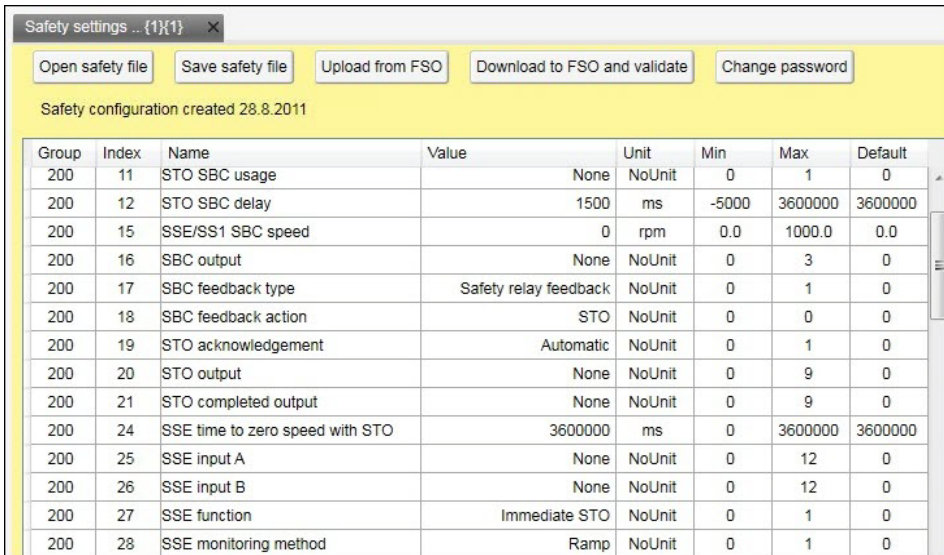 Safety settings .. {1}{1} ×
Open safety file Save safety file Upload from FSO Download to FSO and validate Change password
Safety configuration created 28.8.2011
Group Index Name Value Unit Min Max Default
200 11 STO SBC usage None NoUnit 0 1 0
200 12 STO SBC delay 1500 ms -5000 3600000 3600000
200 15 SSE/SS1 SBC speed 0 rpm 0.0 1000.0 0.0
200 16 SBC output None NoUnit 0 3 0
200 17 SBC feedback type Safety relay feedback NoUnit 0 1 0
200 18 SBC feedback action STO NoUnit 0 0 0
200 19 STO acknowledgement Automatic NoUnit 0 1 0
200 20 STO output None NoUnit 0 9 0
200 21 STO completed output None NoUnit 0 9 0
200 24 SSE time to zero speed with STO 3600000 ms 0 3600000 3600000
200 25 SSE input A None NoUnit 0 12 0
200 26 SSE input B None NoUnit 0 12 0
200 27 SSE function Immediate STO NoUnit 0 1 0
200 28 SSE monitoring method Ramp NoUnit 0 1 0